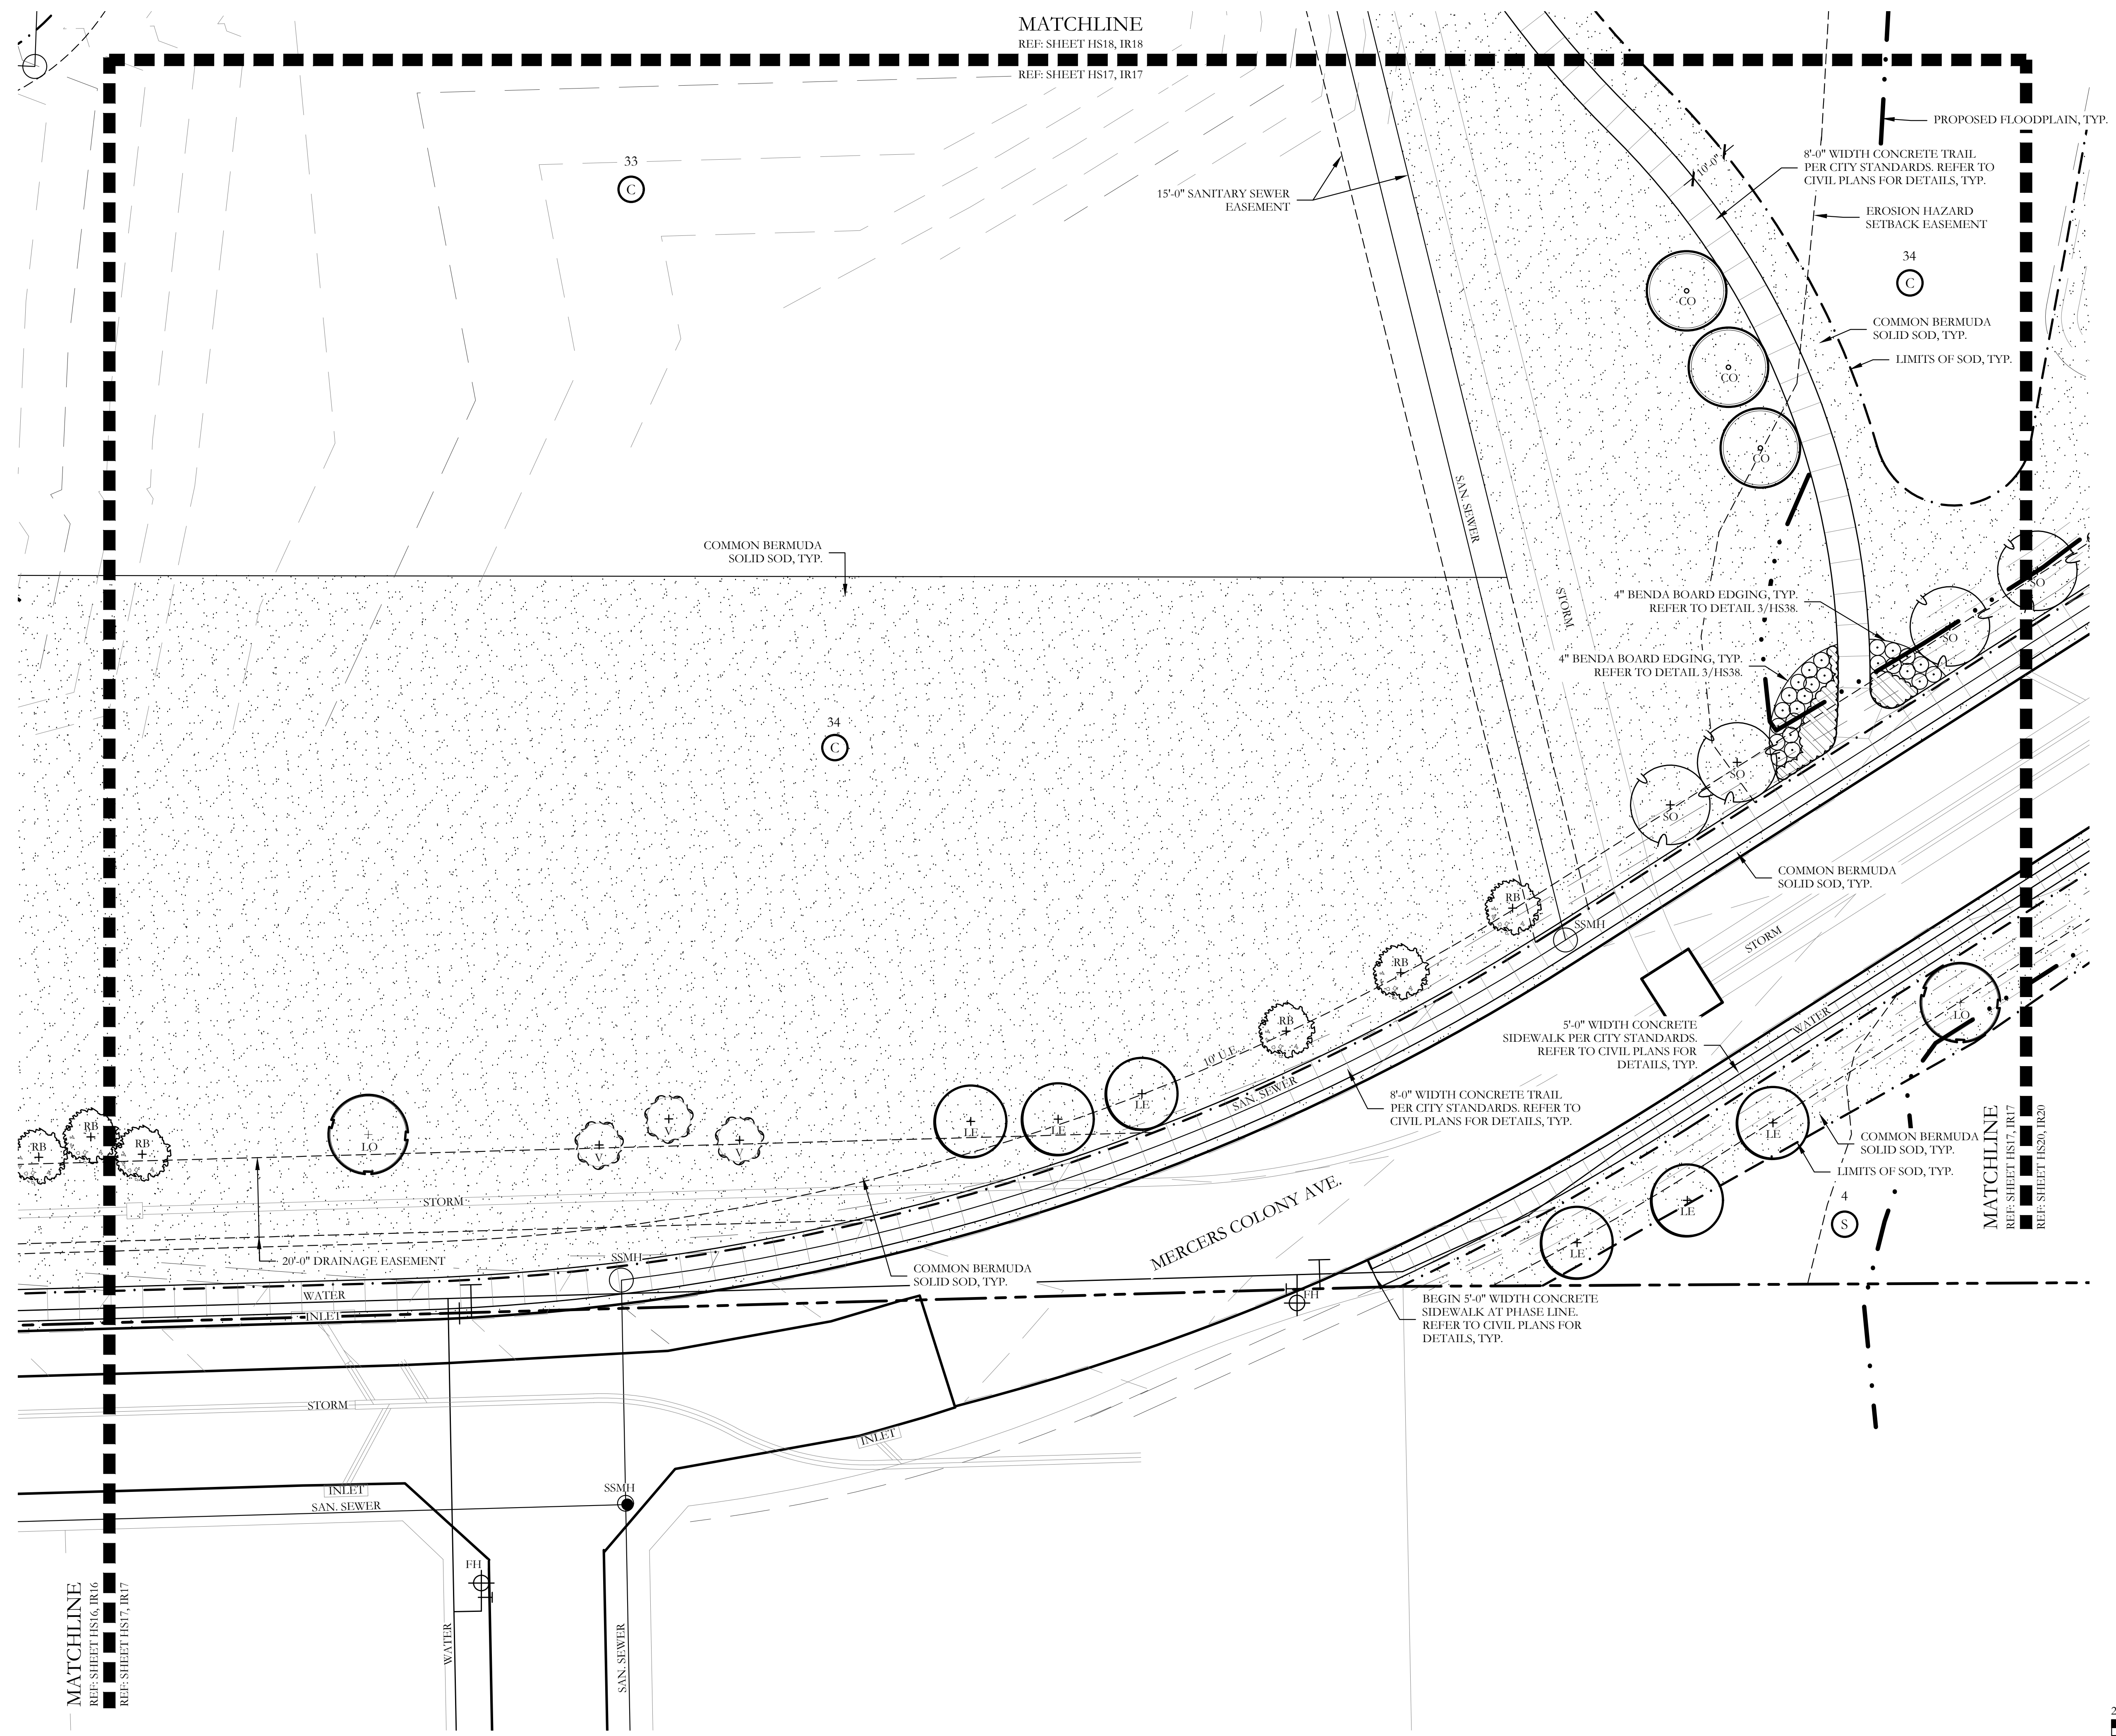 MATCHLINE
REF: SHEET HS18, IR18
REF: SHEET HS17, IR17
PROPOSED FLOODPLAIN, TYP.
33
C
10'-0"
8'-0" WIDTH CONCRETE TRAIL
PER CITY STANDARDS. REFER TO
CIVIL PLANS FOR DETAILS, TYP.
15'-0" SANITARY SEWER
EASEMENT
EROSION HAZARD
SETBACK EASEMENT
34
C
CO
COMMON BERMUDA
SOLID SOD, TYP.
LIMITS OF SOD, TYP.
CO
CO
SAN. SEWER
COMMON BERMUDA
SOLID SOD, TYP.
STORM
SO
4" BENDA BOARD EDGING, TYP.
REFER TO DETAIL 3/HS38.
SO
4" BENDA BOARD EDGING, TYP.
REFER TO DETAIL 3/HS38.
34
C
SO
SO
COMMON BERMUDA
SOLID SOD, TYP.
RB
SSMH
STORM
RB
RB
LO
WATER
5'-0" WIDTH CONCRETE
SIDEWALK PER CITY STANDARDS.
REFER TO CIVIL PLANS FOR
DETAILS, TYP.
10' U.E.
SAN. SEWER
8'-0" WIDTH CONCRETE TRAIL
PER CITY STANDARDS. REFER TO
CIVIL PLANS FOR DETAILS, TYP.
RB
RB
RB
LO
V
V
V
LE
LE
LE
LE
COMMON BERMUDA
SOLID SOD, TYP.
LIMITS OF SOD, TYP.
MATCHLINE
REF: SHEET HS17, IR17
REF: SHEET HS20, IR20
4
S
LE
LE
STORM
MERCERS COLONY AVE.
20'-0" DRAINAGE EASEMENT
SSMH
COMMON BERMUDA
SOLID SOD, TYP.
WATER
INLET
FH
BEGIN 5'-0" WIDTH CONCRETE
SIDEWALK AT PHASE LINE.
REFER TO CIVIL PLANS FOR
DETAILS, TYP.
STORM
INLET
INLET
SAN. SEWER
SSMH
FH
WATER
SAN. SEWER
MATCHLINE
REF: SHEET HS16, IR16
REF: SHEET HS17, IR17